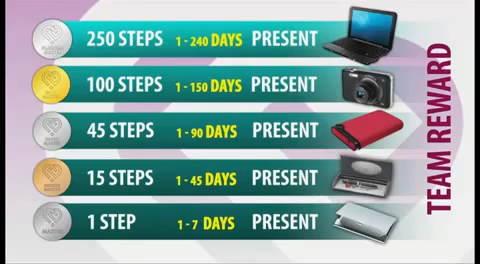 250 STEPS 1 - 240 DAYS PRESENT
100 STEPS 1 - 150 DAYS PRESENT
45 STEPS 1 - 90 DAYS PRESENT
15 STEPS 1 - 45 DAYS PRESENT
1 STEP 1 - 7 DAYS PRESENT
TEAM REWARD